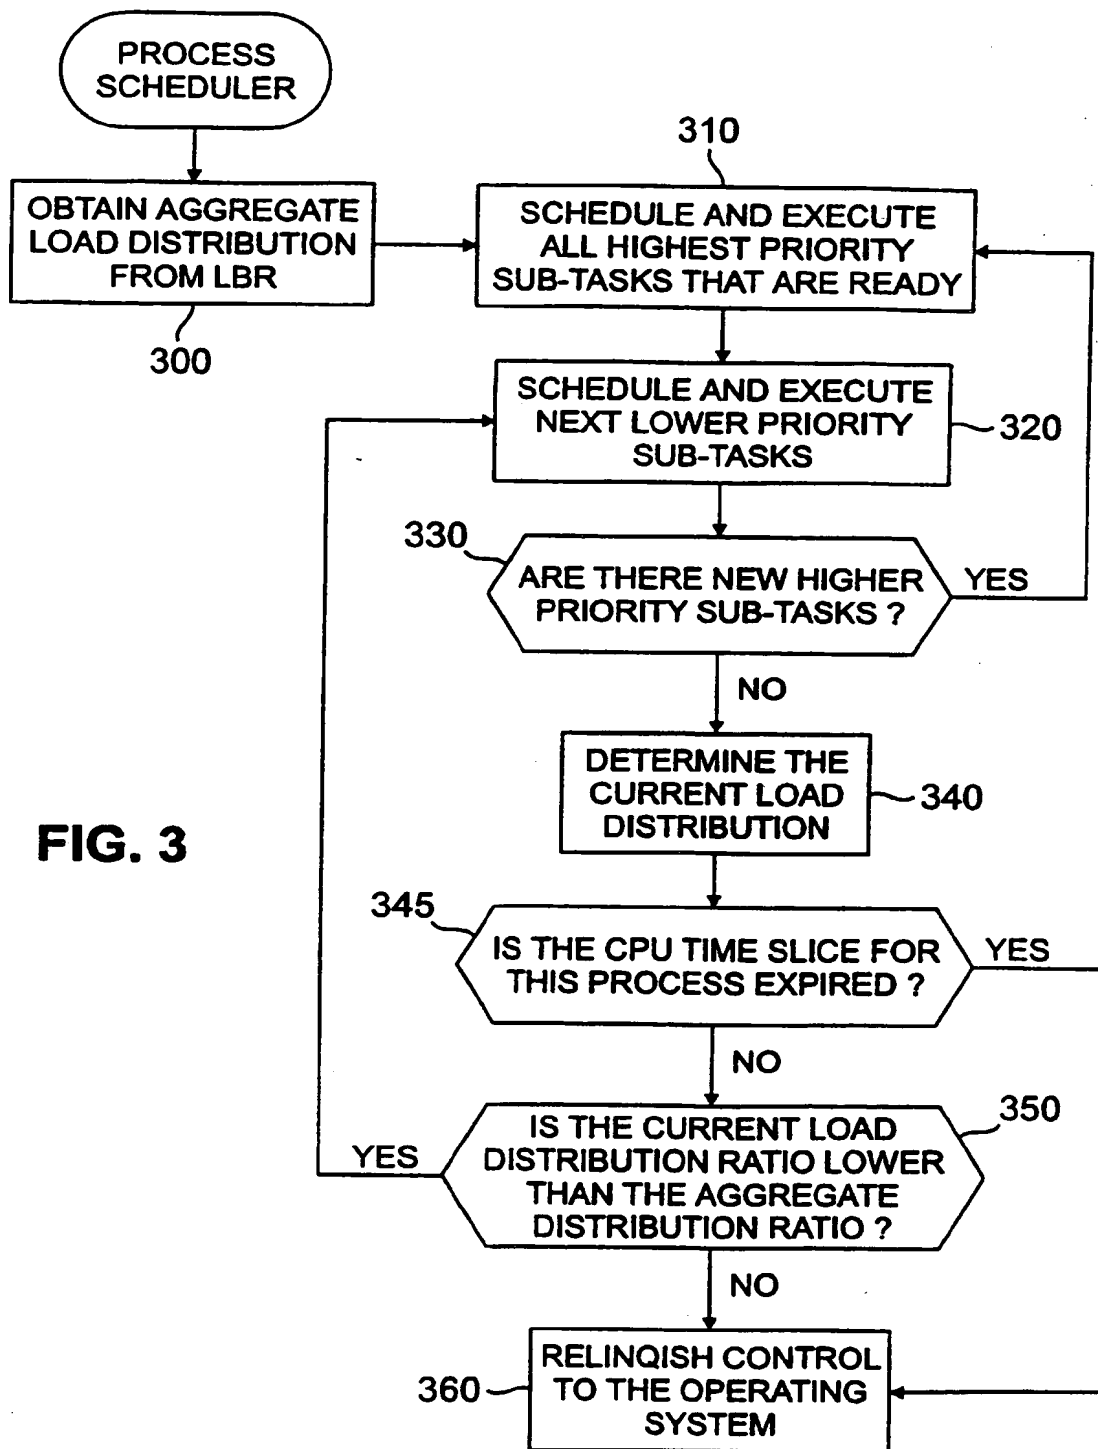 PROCESS
SCHEDULER
OBTAIN AGGREGATE
LOAD DISTRIBUTION
FROM LBR
300
310
SCHEDULE AND EXECUTE
ALL HIGHEST PRIORITY
SUB-TASKS THAT ARE READY
SCHEDULE AND EXECUTE
NEXT LOWER PRIORITY
SUB-TASKS
320
330
ARE THERE NEW HIGHER
PRIORITY SUB-TASKS ?
YES
NO
DETERMINE THE
CURRENT LOAD
DISTRIBUTION
340
FIG. 3
345
IS THE CPU TIME SLICE FOR
THIS PROCESS EXPIRED ?
YES
NO
350
IS THE CURRENT LOAD
DISTRIBUTION RATIO LOWER
THAN THE AGGREGATE
DISTRIBUTION RATIO ?
YES
NO
RELINQISH CONTROL
TO THE OPERATING
SYSTEM
360